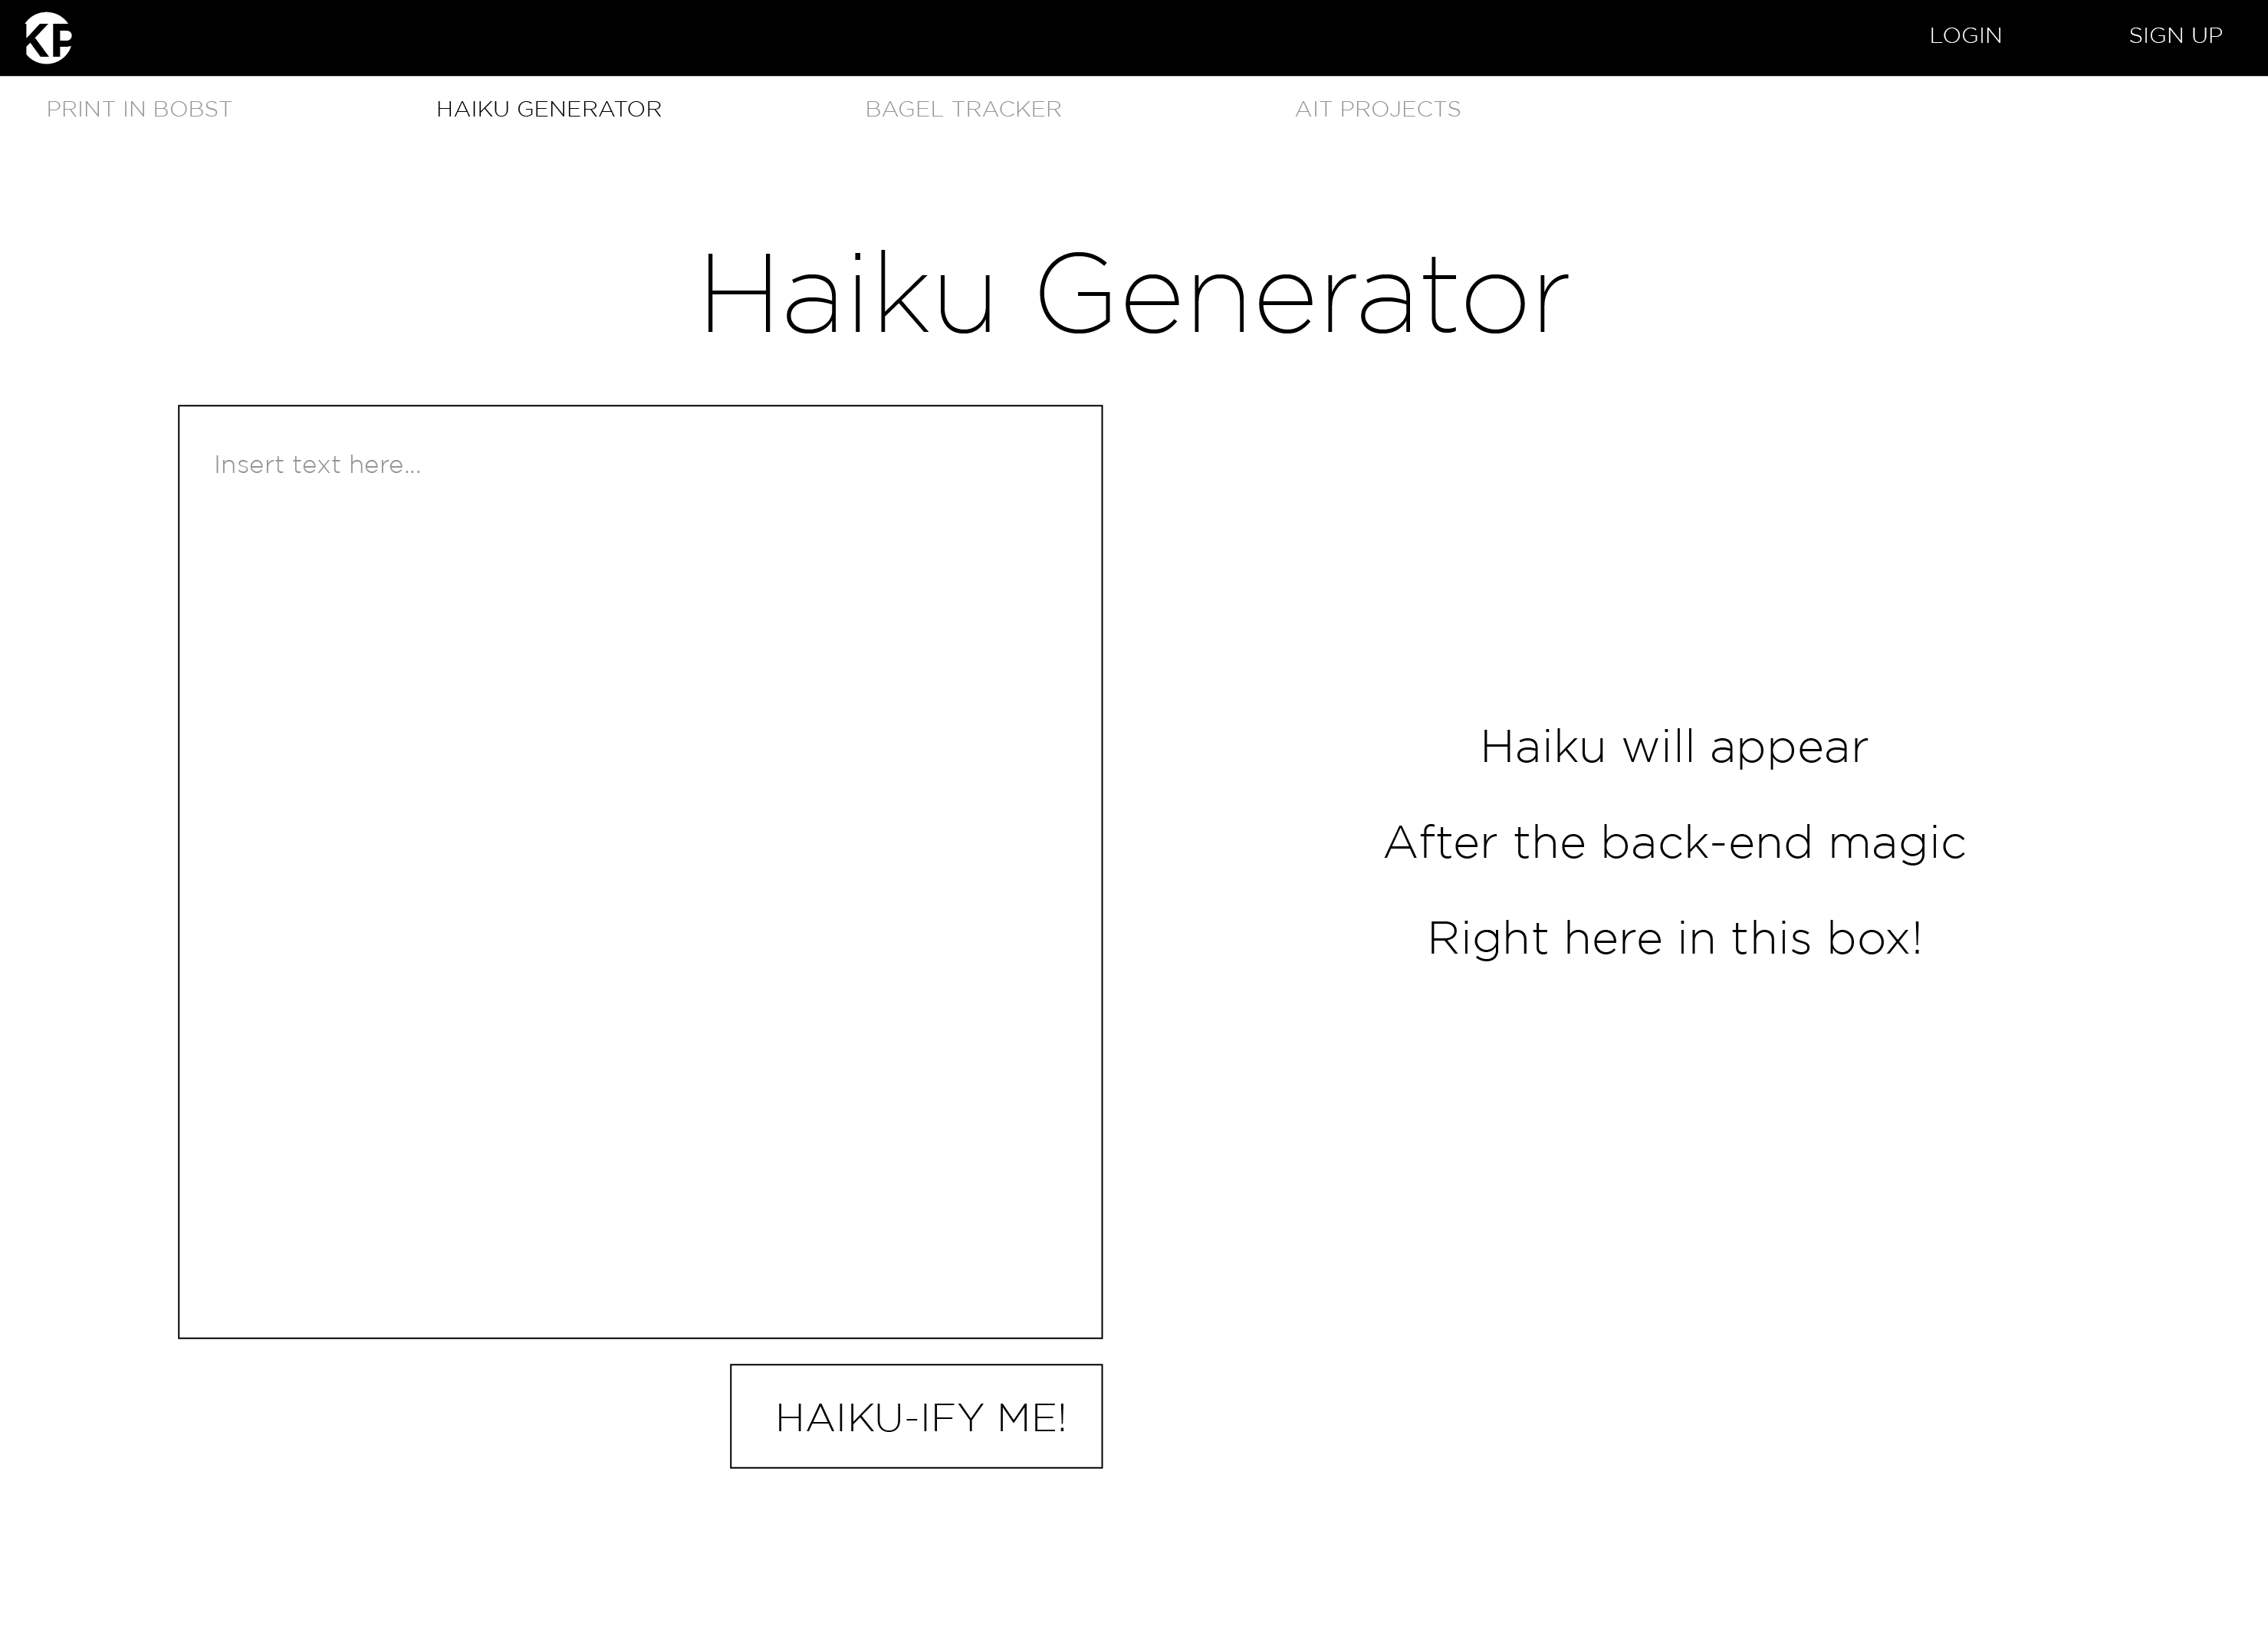 KP
LOGIN SIGN UP
PRINT IN BOBST HAIKU GENERATOR BAGEL TRACKER AIT PROJECTS
Haiku Generator
Insert text here...
Haiku will appear
After the back-end magic
Right here in this box!
HAIKU-IFY ME!